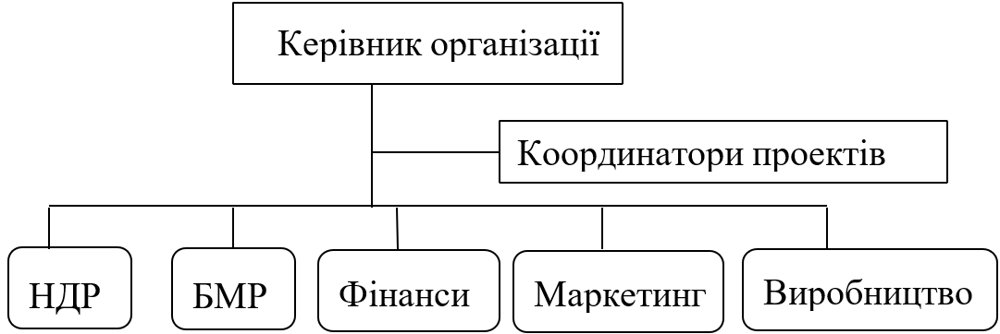 Керівник організації
Координатори проектів
НДР
БМР
Фінанси
Маркетинг
Виробництво